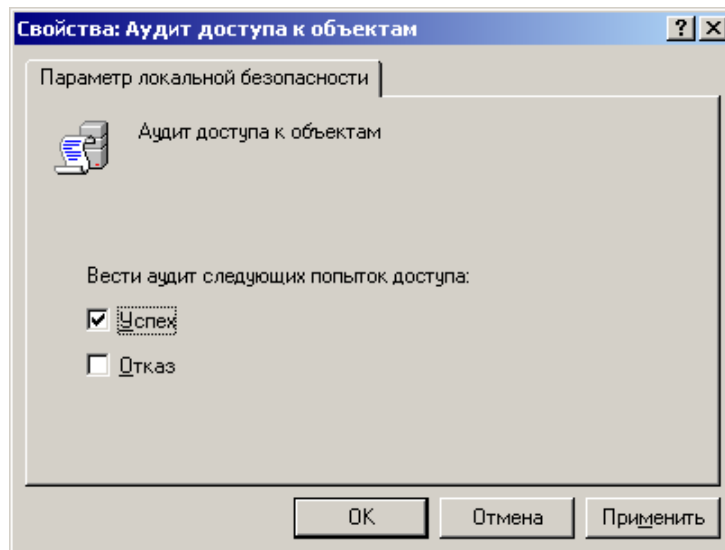 Свойства: Аудит доступа к объектам
Параметр локальной безопасности
Аудит доступа к объектам
Вести аудит следующих попыток доступа:
Успех
Отказ
OK Отмена Применить